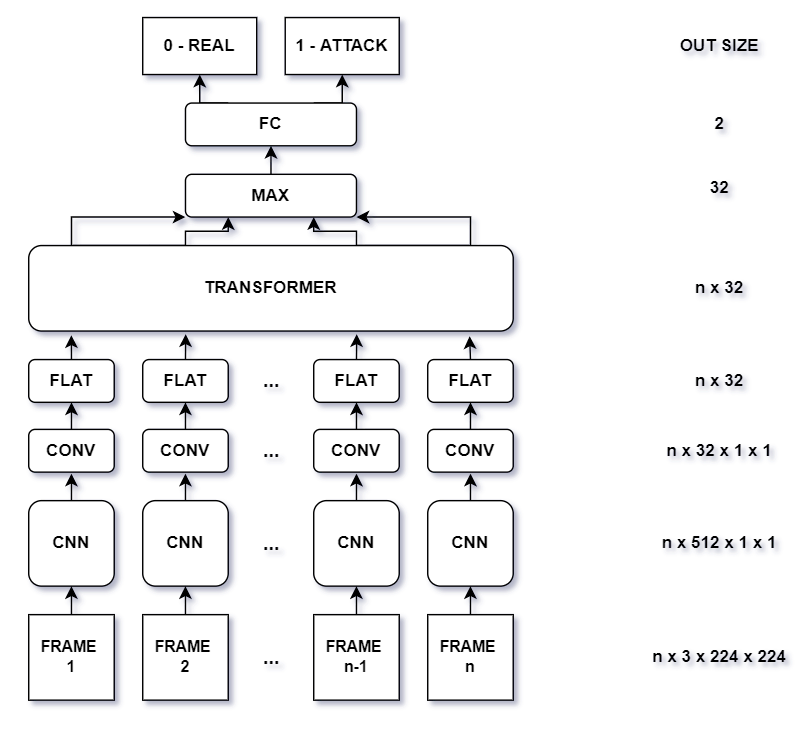 0 - REAL 1 - ATTACK OUT SIZE
FC 2
MAX 32
TRANSFORMER n x 32
FLAT FLAT ... FLAT FLAT n x 32
CONV CONV ... CONV CONV n x 32 x 1 x 1
CNN CNN ... CNN CNN n x 512 x 1 x 1
FRAME 1 FRAME 2 ... FRAME n-1 FRAME n n x 3 x 224 x 224